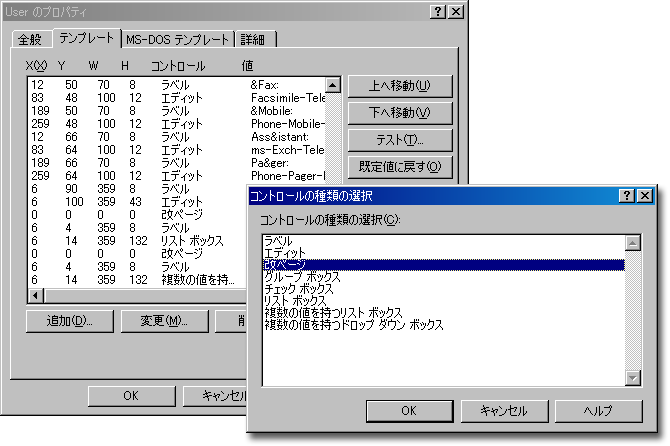 User のプロパティ
全般 テンプレート MS-DOS テンプレート 詳細
X(X) Y W H コントロール 値
12 50 70 8 ラベル &Fax:
83 48 100 12 エディット Facsimile-Tele
189 50 70 8 ラベル &Mobile:
259 48 100 12 エディット Phone-Mobile-
12 66 70 8 ラベル Ass&istant:
83 64 100 12 エディット ms-Exch-Tele
189 66 70 8 ラベル Pa&ger:
259 64 100 12 エディット Phone-Pager-
6 90 359 8 ラベル
6 100 359 43 エディット
0 0 0 0 改ページ
6 4 359 8 ラベル
6 14 359 132 リスト ボックス
0 0 0 0 改ページ
6 4 359 8 ラベル
6 14 359 132 複数の値を持...
上へ移動(U)
下へ移動(V)
テスト(T)...
既定値に戻す(O)
追加(D)... 変更(M)... 削
OK キャンセル
コントロールの種類の選択
コントロールの種類の選択(C):
ラベル
エディット
改ページ
グループ ボックス
チェック ボックス
リスト ボックス
複数の値を持つリスト ボックス
複数の値を持つドロップ ダウン ボックス
OK キャンセル ヘルプ